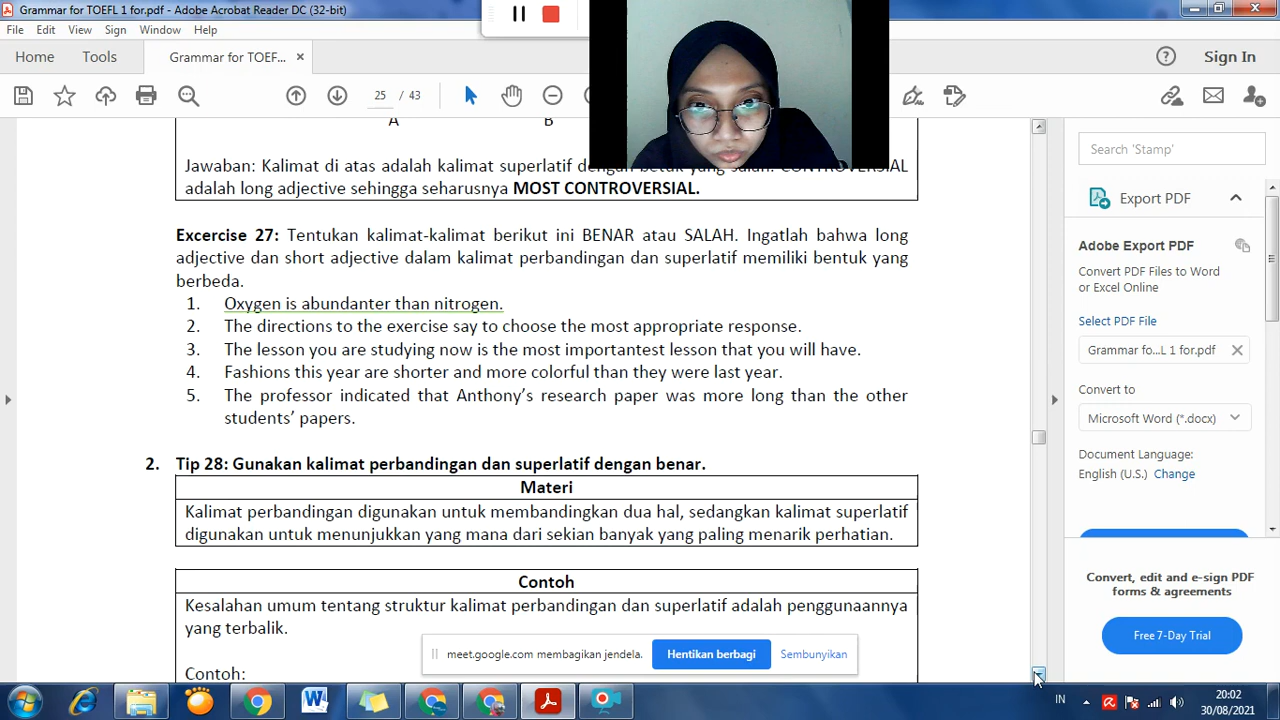 Grammar for TOEFL 1 for.pdf - Adobe Acrobat Reader DC (32-bit)
File Edit View Sign Window Help
Home Tools Grammar for TOEF... × Sign In
25 / 43
A B
Jawaban: Kalimat di atas adalah kalimat superlatif
adalah long adjective sehingga seharusnya MOST CONTROVERSIAL.
Excercise 27: Tentukan kalimat-kalimat berikut ini BENAR atau SALAH. Ingatlah bahwa long
adjective dan short adjective dalam kalimat perbandingan dan superlatif memiliki bentuk yang
berbeda.
1. Oxygen is abundanter than nitrogen.
2. The directions to the exercise say to choose the most appropriate response.
3. The lesson you are studying now is the most importantest lesson that you will have.
4. Fashions this year are shorter and more colorful than they were last year.
5. The professor indicated that Anthony's research paper was more long than the other
students' papers.
2. Tip 28: Gunakan kalimat perbandingan dan superlatif dengan benar.
Materi
Kalimat perbandingan digunakan untuk membandingkan dua hal, sedangkan kalimat superlatif
digunakan untuk menunjukkan yang mana dari sekian banyak yang paling menarik perhatian.
Contoh
Kesalahan umum tentang struktur kalimat perbandingan dan superlatif adalah penggunaannya
yang terbalik.
Contoh:
meet.google.com membagikan jendela. Hentikan berbagi Sembunyikan
Search 'Stamp'
Export PDF
Adobe Export PDF
Convert PDF Files to Word
or Excel Online
Select PDF File
Grammar fo...L 1 for.pdf
Convert to
Microsoft Word (*.docx)
Document Language:
English (U.S.) Change
Convert, edit and e-sign PDF
forms & agreements
Free 7-Day Trial
IN
20:02
30/08/2021